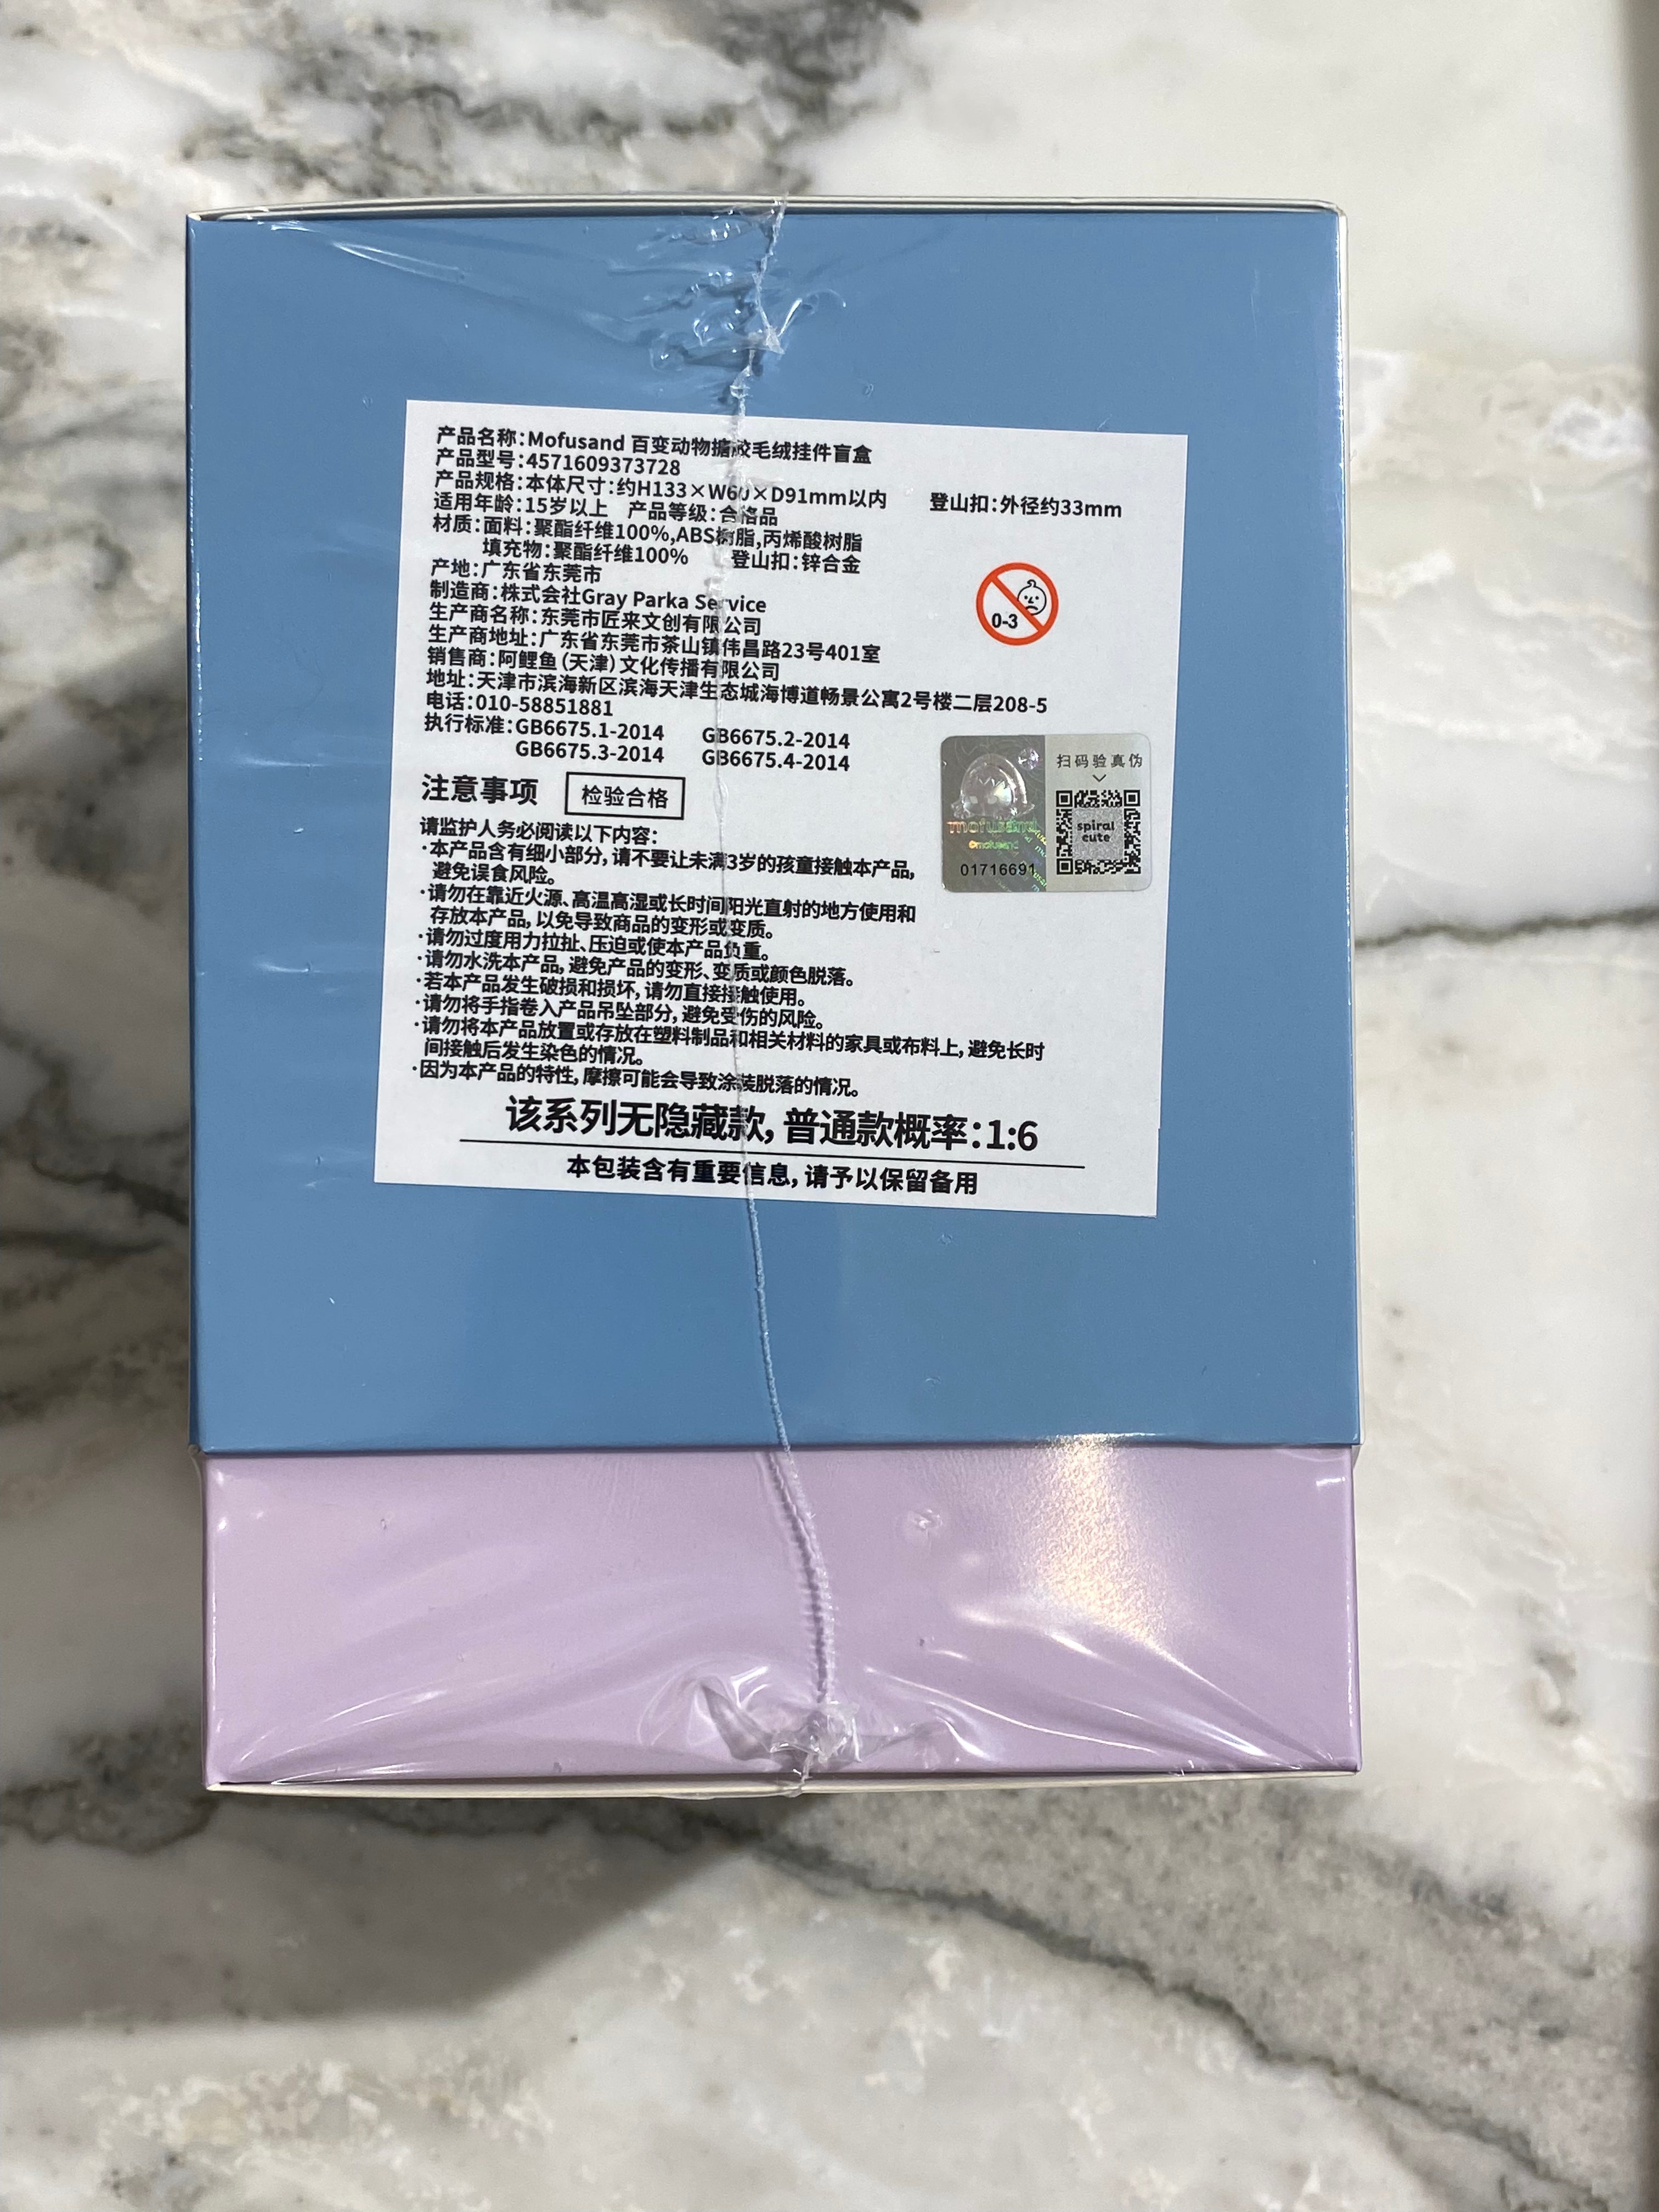 产品名称：Mofusand 百变动物搪胶毛绒挂件盲盒
产品型号：4571609373728
产品规格：本体尺寸：约H133×W60×D91mm以内 登山扣：外径约33mm
适用年龄：15岁以上 产品等级：合格品
材质：面料：聚酯纤维100%,ABS树脂,丙烯酸树脂
填充物：聚酯纤维100% 登山扣：锌合金
产地：广东省东莞市
制造商：株式会社Gray Parka Service
生产商名称：东莞市匠来文创有限公司
生产商地址：广东省东莞市茶山镇伟昌路23号401室
销售商：阿鲤鱼（天津）文化传播有限公司
地址：天津市滨海新区滨海天津生态城海博道畅景公寓2号楼二层208-5
电话：010-58851881
执行标准：GB6675.1-2014 GB6675.2-2014
GB6675.3-2014 GB6675.4-2014
0-3
注意事项 检验合格
扫码验真伪
mofusand
©mofusand
01716691
spiral
cute
请监护人务必阅读以下内容：
·本产品含有细小部分，请不要让未满3岁的孩童接触本产品，
避免误食风险。
·请勿在靠近火源、高温高湿或长时间阳光直射的地方使用和
存放本产品，以免导致商品的变形或变质。
·请勿过度用力拉扯、压迫或使本产品负重。
·请勿水洗本产品，避免产品的变形、变质或颜色脱落。
·若本产品发生破损和损坏，请勿直接接触使用。
·请勿将手指卷入产品吊坠部分，避免受伤的风险。
·请勿将本产品放置或存放在塑料制品和相关材料的家具或布料上，避免长时
间接触后发生染色的情况。
·因为本产品的特性，摩擦可能会导致涂装脱落的情况。
该系列无隐藏款，普通款概率：1:6
本包装含有重要信息，请予以保留备用